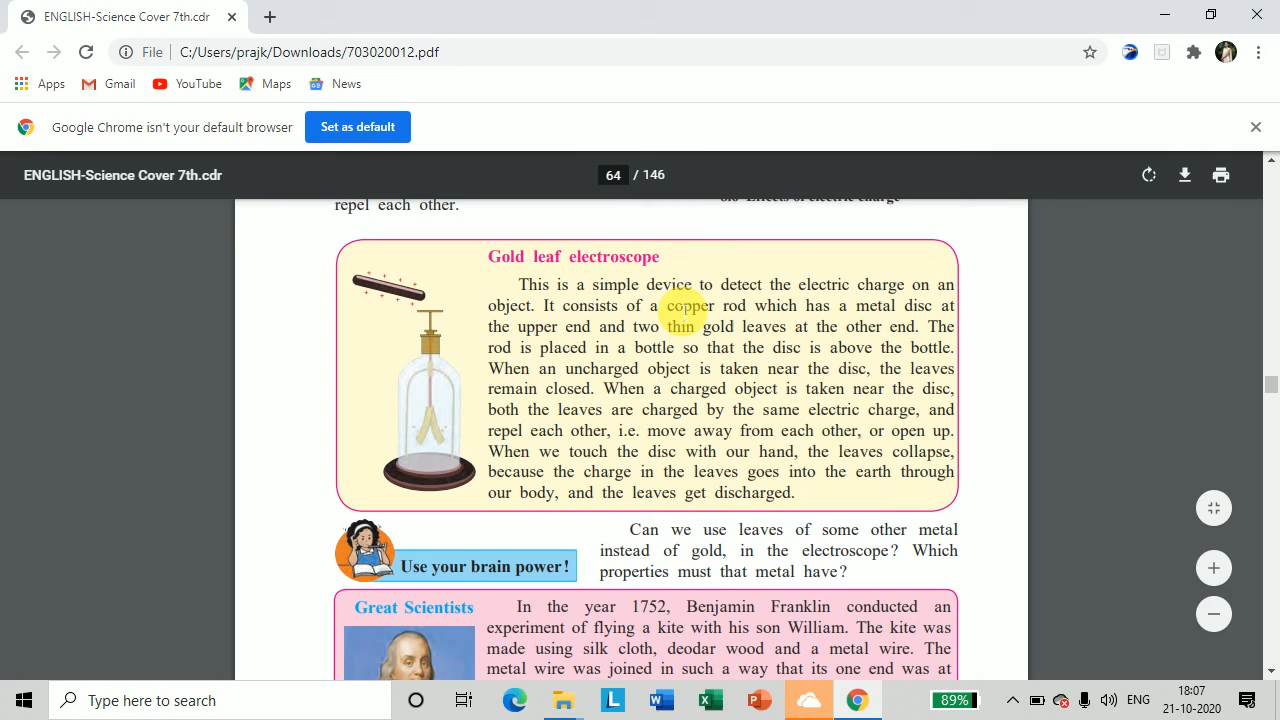 ENGLISH-Science Cover 7th.cdr
File C:/Users/prajk/Downloads/703020012.pdf
Apps Gmail YouTube Maps News
Google Chrome isn't your default browser Set as default
ENGLISH-Science Cover 7th.cdr 64 / 146
repel each other. Effects of electric charge
Gold leaf electroscope
This is a simple device to detect the electric charge on an
object. It consists of a copper rod which has a metal disc at
the upper end and two thin gold leaves at the other end. The
rod is placed in a bottle so that the disc is above the bottle.
When an uncharged object is taken near the disc, the leaves
remain closed. When a charged object is taken near the disc,
both the leaves are charged by the same electric charge, and
repel each other, i.e. move away from each other, or open up.
When we touch the disc with our hand, the leaves collapse,
because the charge in the leaves goes into the earth through
our body, and the leaves get discharged.
Can we use leaves of some other metal
instead of gold, in the electroscope? Which
properties must that metal have?
Use your brain power!
Great Scientists
In the year 1752, Benjamin Franklin conducted an
experiment of flying a kite with his son William. The kite was
made using silk cloth, deodar wood and a metal wire. The
metal wire was joined in such a way that its one end was at
Type here to search
89%
ENG
18:07
21-10-2020